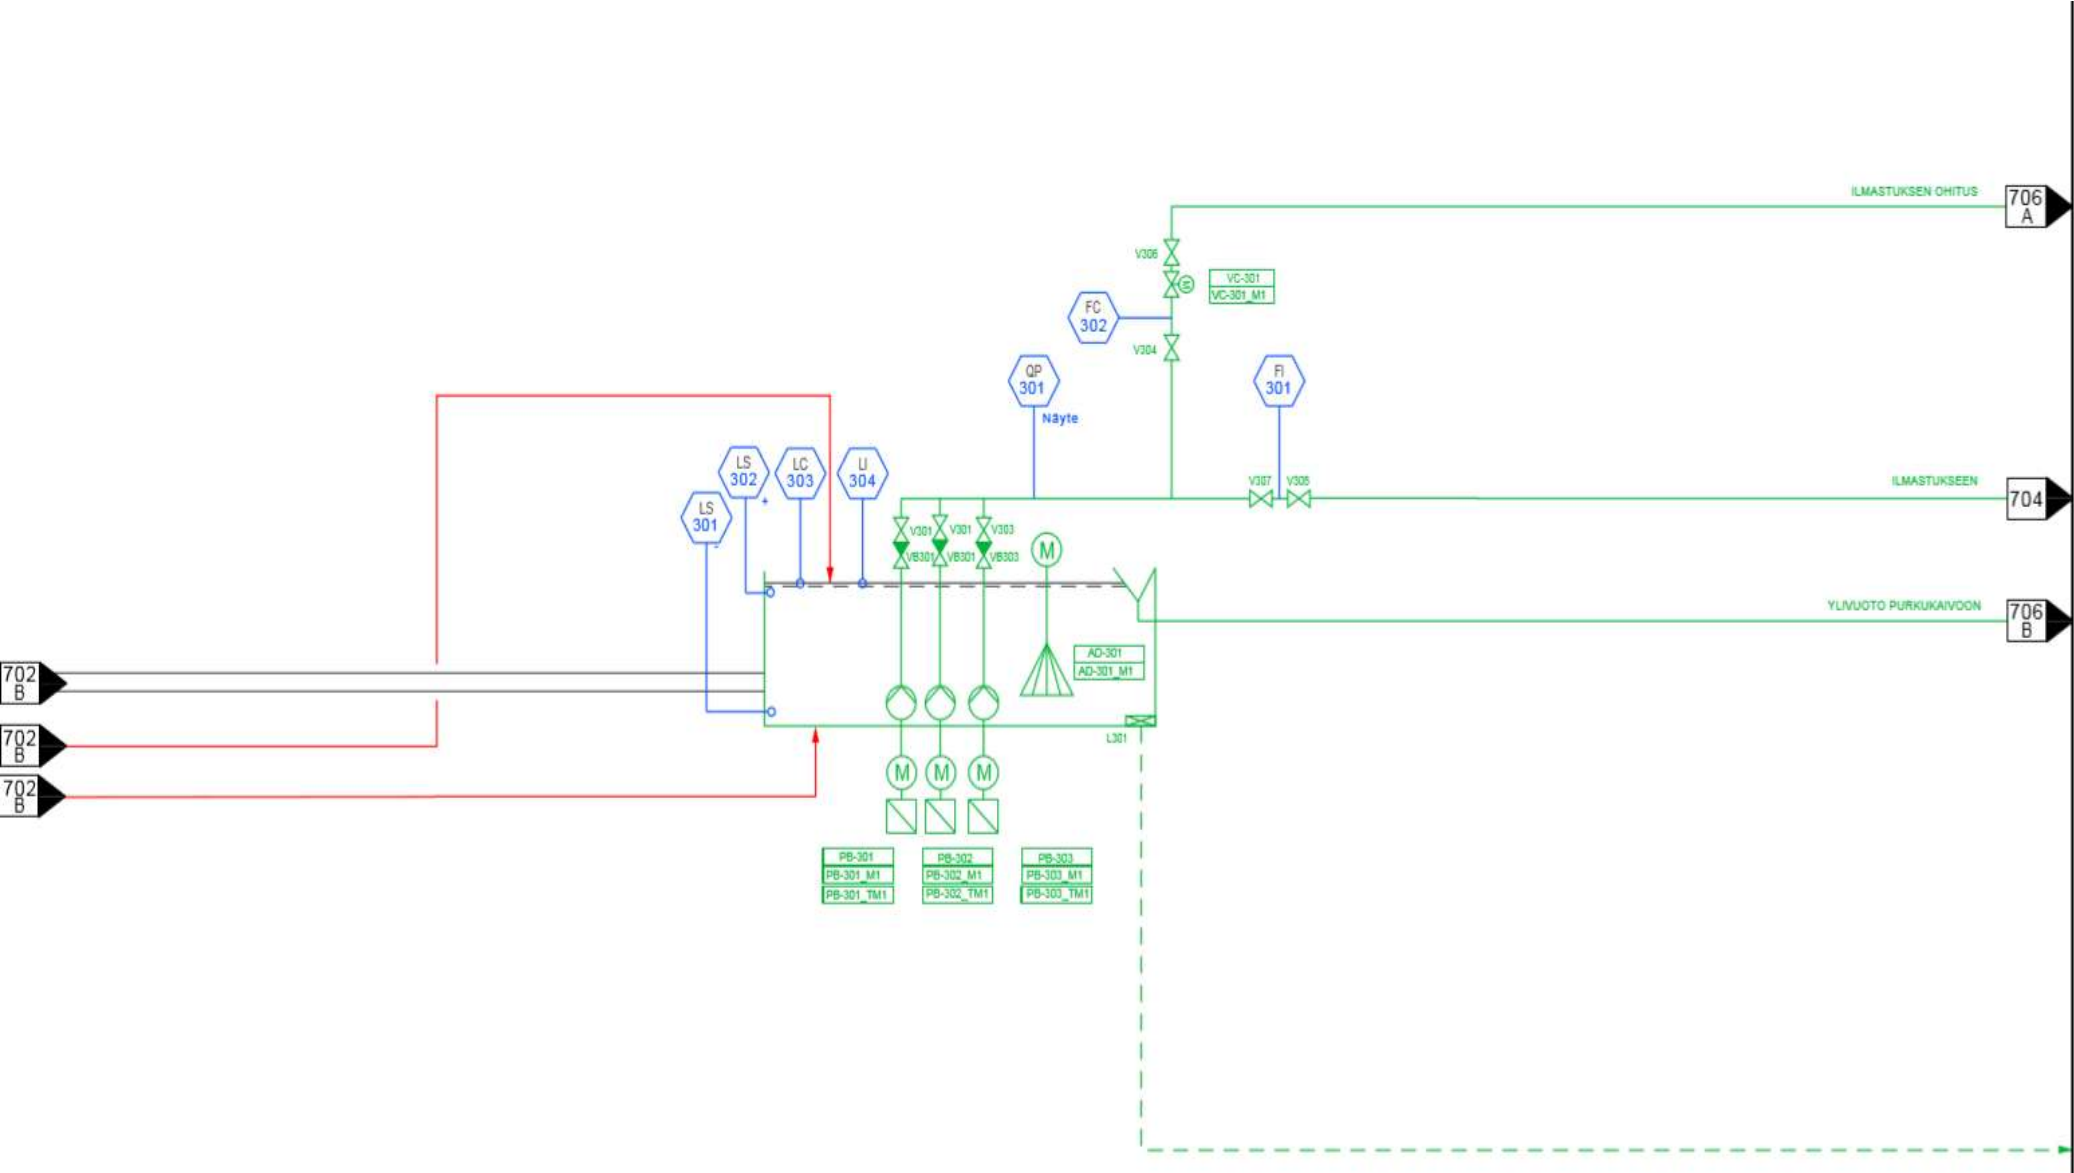 ILMASTUKSEN OHITUS
706
A
V306
VC-301
VC-301_M1
M
FC
302
V304
QP
301
Näyte
FI
301
LS
302
+
LC
303
LI
304
LS
301
-
V307
V305
ILMASTUKSEEN
704
V301
V301
V303
VB301
VB301
VB303
M
YLIVUOTO PURKUKAIVOON
706
B
AD-301
AD-301_M1
702
B
702
B
702
B
L301
M
M
M
PB-301
PB-301_M1
PB-301_TM1
PB-302
PB-302_M1
PB-302_TM1
PB-303
PB-303_M1
PB-303_TM1